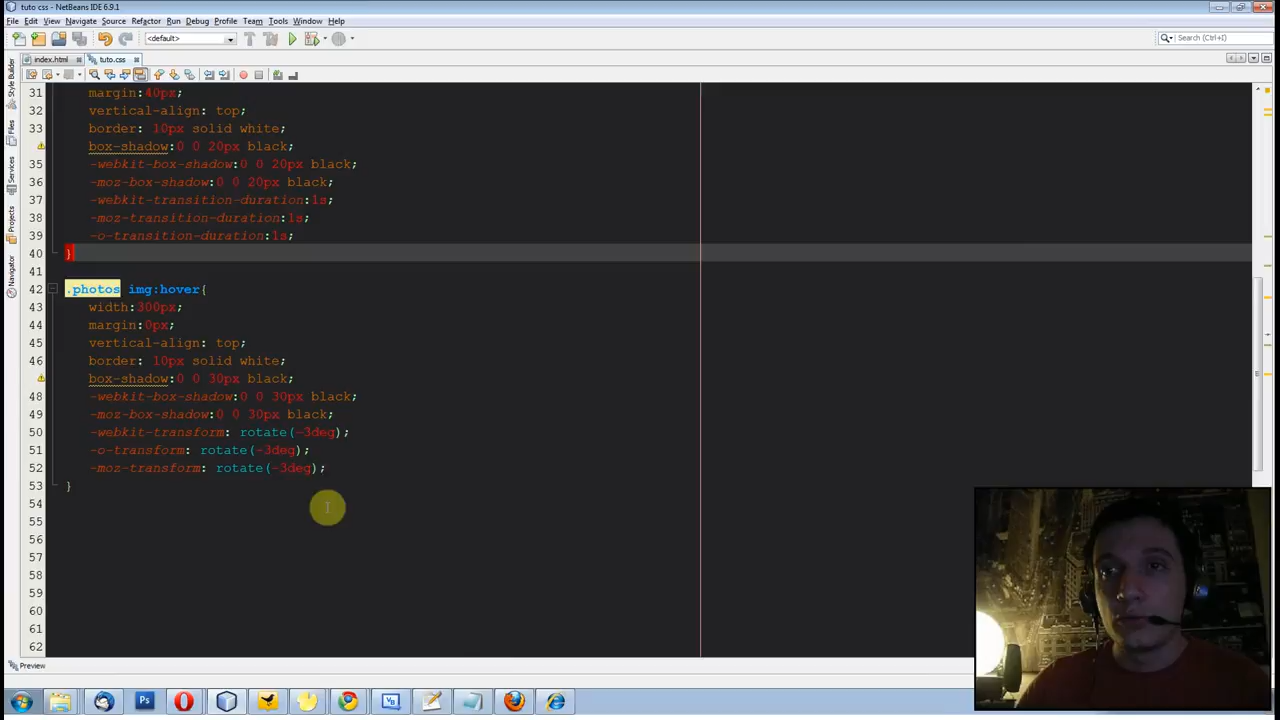 tuto css - NetBeans IDE 6.9.1
File Edit View Navigate Source Refactor Run Debug Profile Team Tools Window Help
<default>
Search (Ctrl+I)
index.html
tuto.css
Style Builder
Files
Services
Projects
Navigator
31 margin:40px;
32 vertical-align: top;
33 border: 10px solid white;
box-shadow:0 0 20px black;
35 -webkit-box-shadow:0 0 20px black;
36 -moz-box-shadow:0 0 20px black;
37 -webkit-transition-duration:1s;
38 -moz-transition-duration:1s;
39 -o-transition-duration:1s;
40 }
41
42 .photos img:hover{
43 width:300px;
44 margin:0px;
45 vertical-align: top;
46 border: 10px solid white;
box-shadow:0 0 30px black;
48 -webkit-box-shadow:0 0 30px black;
49 -moz-box-shadow:0 0 30px black;
50 -webkit-transform: rotate(-3deg);
51 -o-transform: rotate(-3deg);
52 -moz-transform: rotate(-3deg);
53 }
54
55
56
57
58
59
60
61
62
Preview
Ps